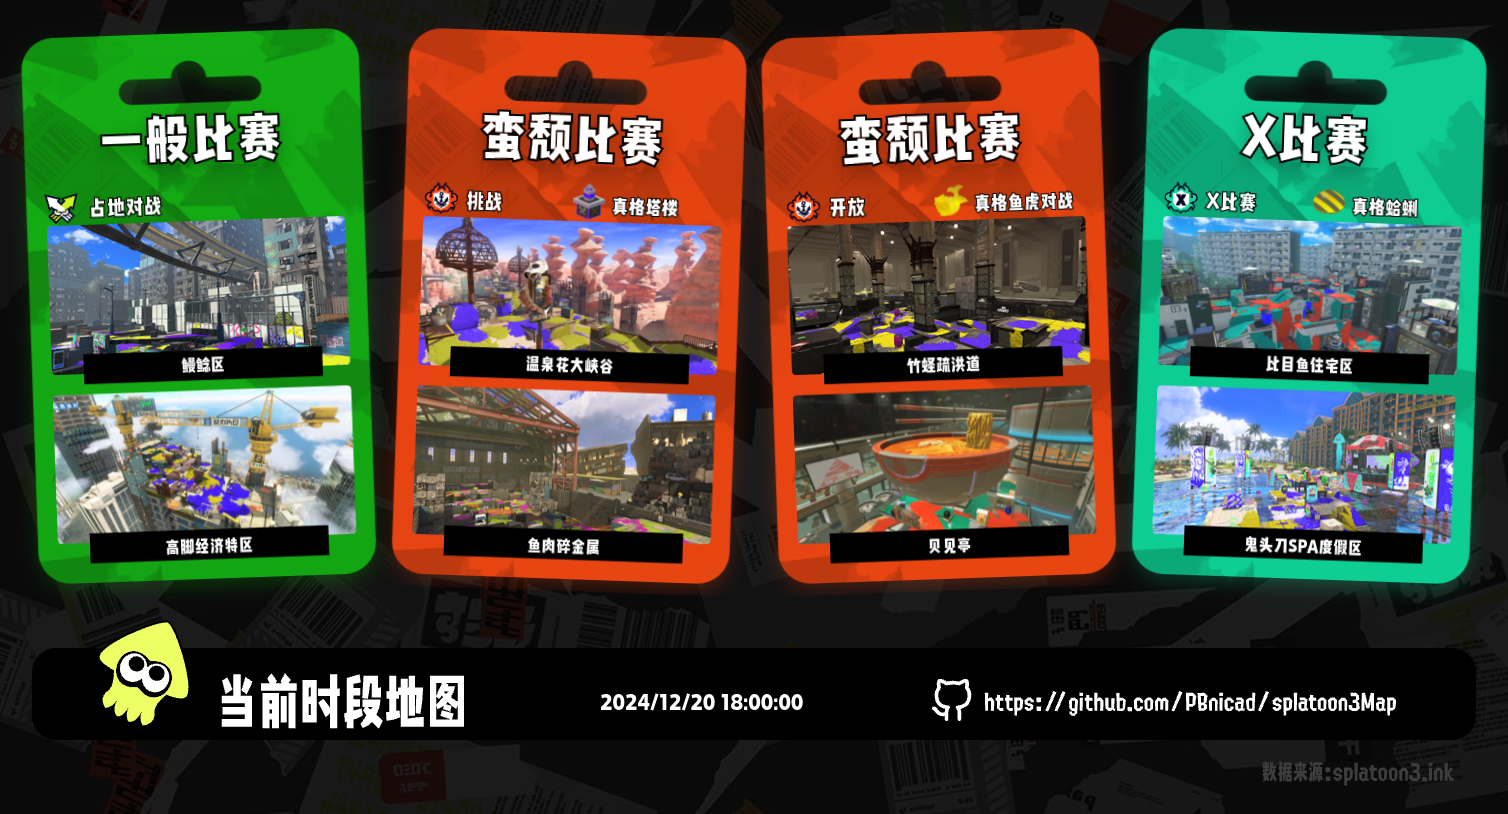 一般比赛
占地对战
鳗鲶区
高脚经济特区
蛮颓比赛
挑战
真格塔楼
温泉花大峡谷
鱼肉碎金属
蛮颓比赛
开放
真格鱼虎对战
竹蛏疏洪道
贝见亭
X比赛
X比赛
真格蛤蜊
比目鱼住宅区
鬼头刀SPA度假区
当前时段地图
2024/12/20 18:00:00
https://github.com/PBnicad/splatoon3Map
数据来源:splatoon3.ink